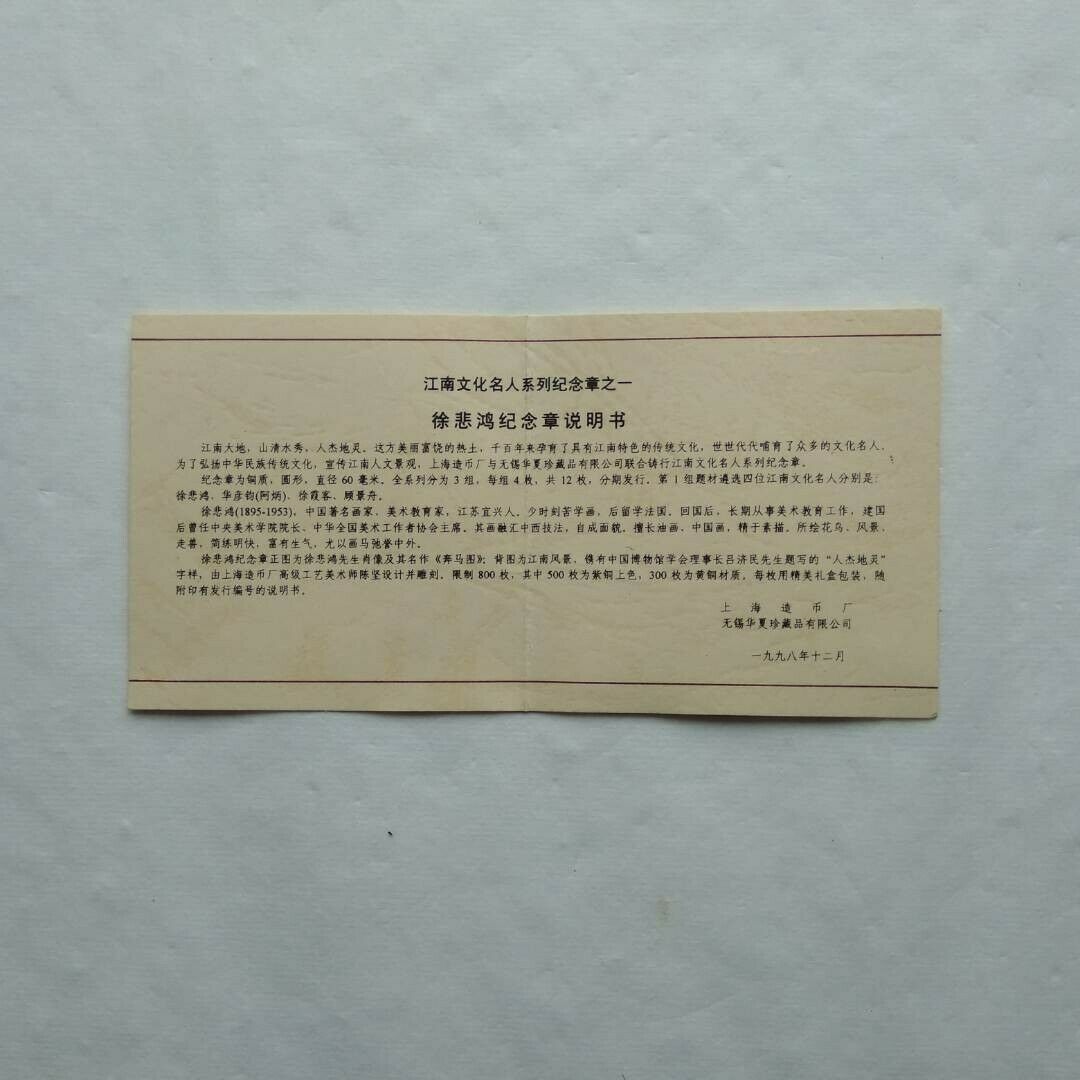 江南文化名人系列纪念章之一
徐悲鸿纪念章说明书
江南大地，山清水秀，人杰地灵。这方美丽富饶的热土，千百年来孕育了具有江南特色的传统文化，世世代代哺育了众多的文化名人。
为了弘扬中华民族传统文化，宣传江南人文景观，上海造币厂与无锡华夏珍藏品有限公司联合铸行江南文化名人系列纪念章。
纪念章为铜质，圆形，直径60毫米。全系列分为3组，每组4枚，共12枚，分期发行。第1组题材遴选四位江南文化名人分别是：
徐悲鸿、华彦钧(阿炳)、徐霞客、顾景舟。
徐悲鸿(1895-1953)，中国著名画家、美术教育家，江苏宜兴人。少时刻苦学画，后留学法国。回国后，长期从事美术教育工作，建国
后曾任中央美术学院院长、中华全国美术工作者协会主席。其画融汇中西技法，自成面貌。擅长油画、中国画，精于素描。所绘花鸟、风景、
走兽，简练明快，富有生气，尤以画马驰誉中外。
徐悲鸿纪念章正图为徐悲鸿先生肖像及其名作《奔马图》；背图为江南风景，镌有中国博物馆学会理事长吕济民先生题写的“人杰地灵”
字样，由上海造币厂高级工艺美术师陈坚设计并雕刻。限制800枚，其中500枚为紫铜上色，300枚为黄铜材质。每枚用精美礼盒包装，随
附印有发行编号的说明书。
上海造币厂
无锡华夏珍藏品有限公司
一九九八年十二月